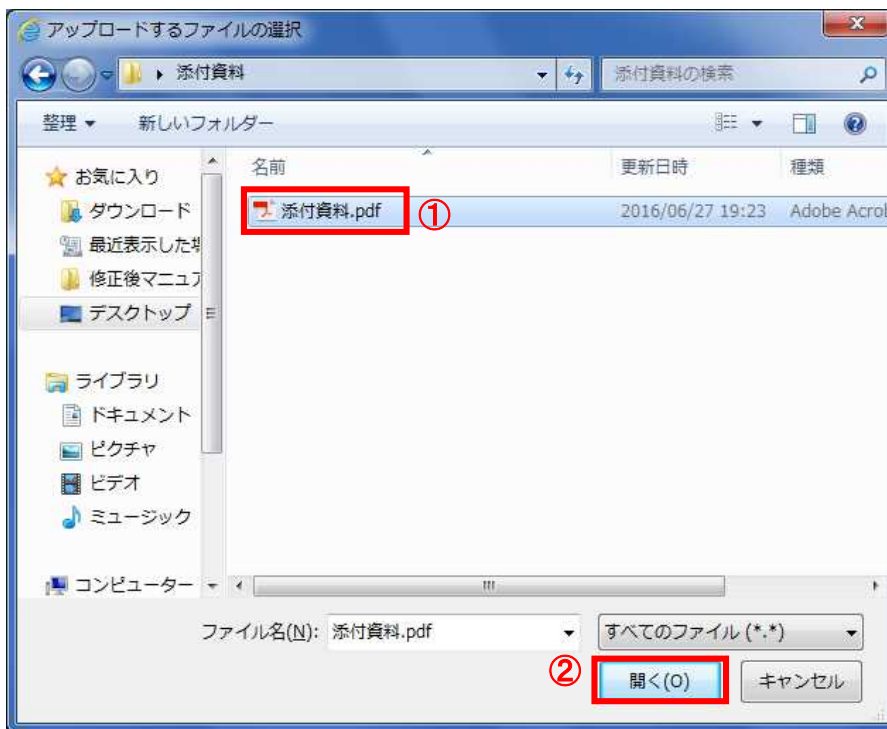 アップロードするファイルの選択
添付資料
添付資料の検索
整理
新しいフォルダー
お気に入り
ダウンロード
最近表示した場
修正後マニュア
デスクトップ
ライブラリ
ドキュメント
ピクチャ
ビデオ
ミュージック
コンピューター
名前
更新日時
種類
添付資料.pdf
①
2016/06/27 19:23
Adobe Acrob
ファイル名(N): 添付資料.pdf
すべてのファイル (*.*)
②
開く(O)
キャンセル